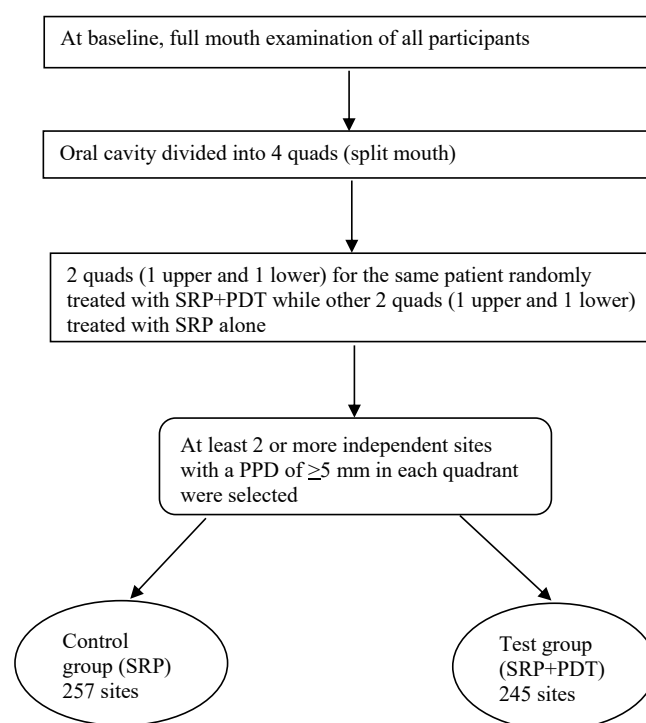 At baseline, full mouth examination of all participants
Oral cavity divided into 4 quads (split mouth)
2 quads (1 upper and 1 lower) for the same patient randomly
treated with SRP+PDT while other 2 quads (1 upper and 1 lower)
treated with SRP alone
At least 2 or more independent sites
with a PPD of ≥5 mm in each quadrant
were selected
Control
group (SRP)
257 sites
Test group
(SRP+PDT)
245 sites